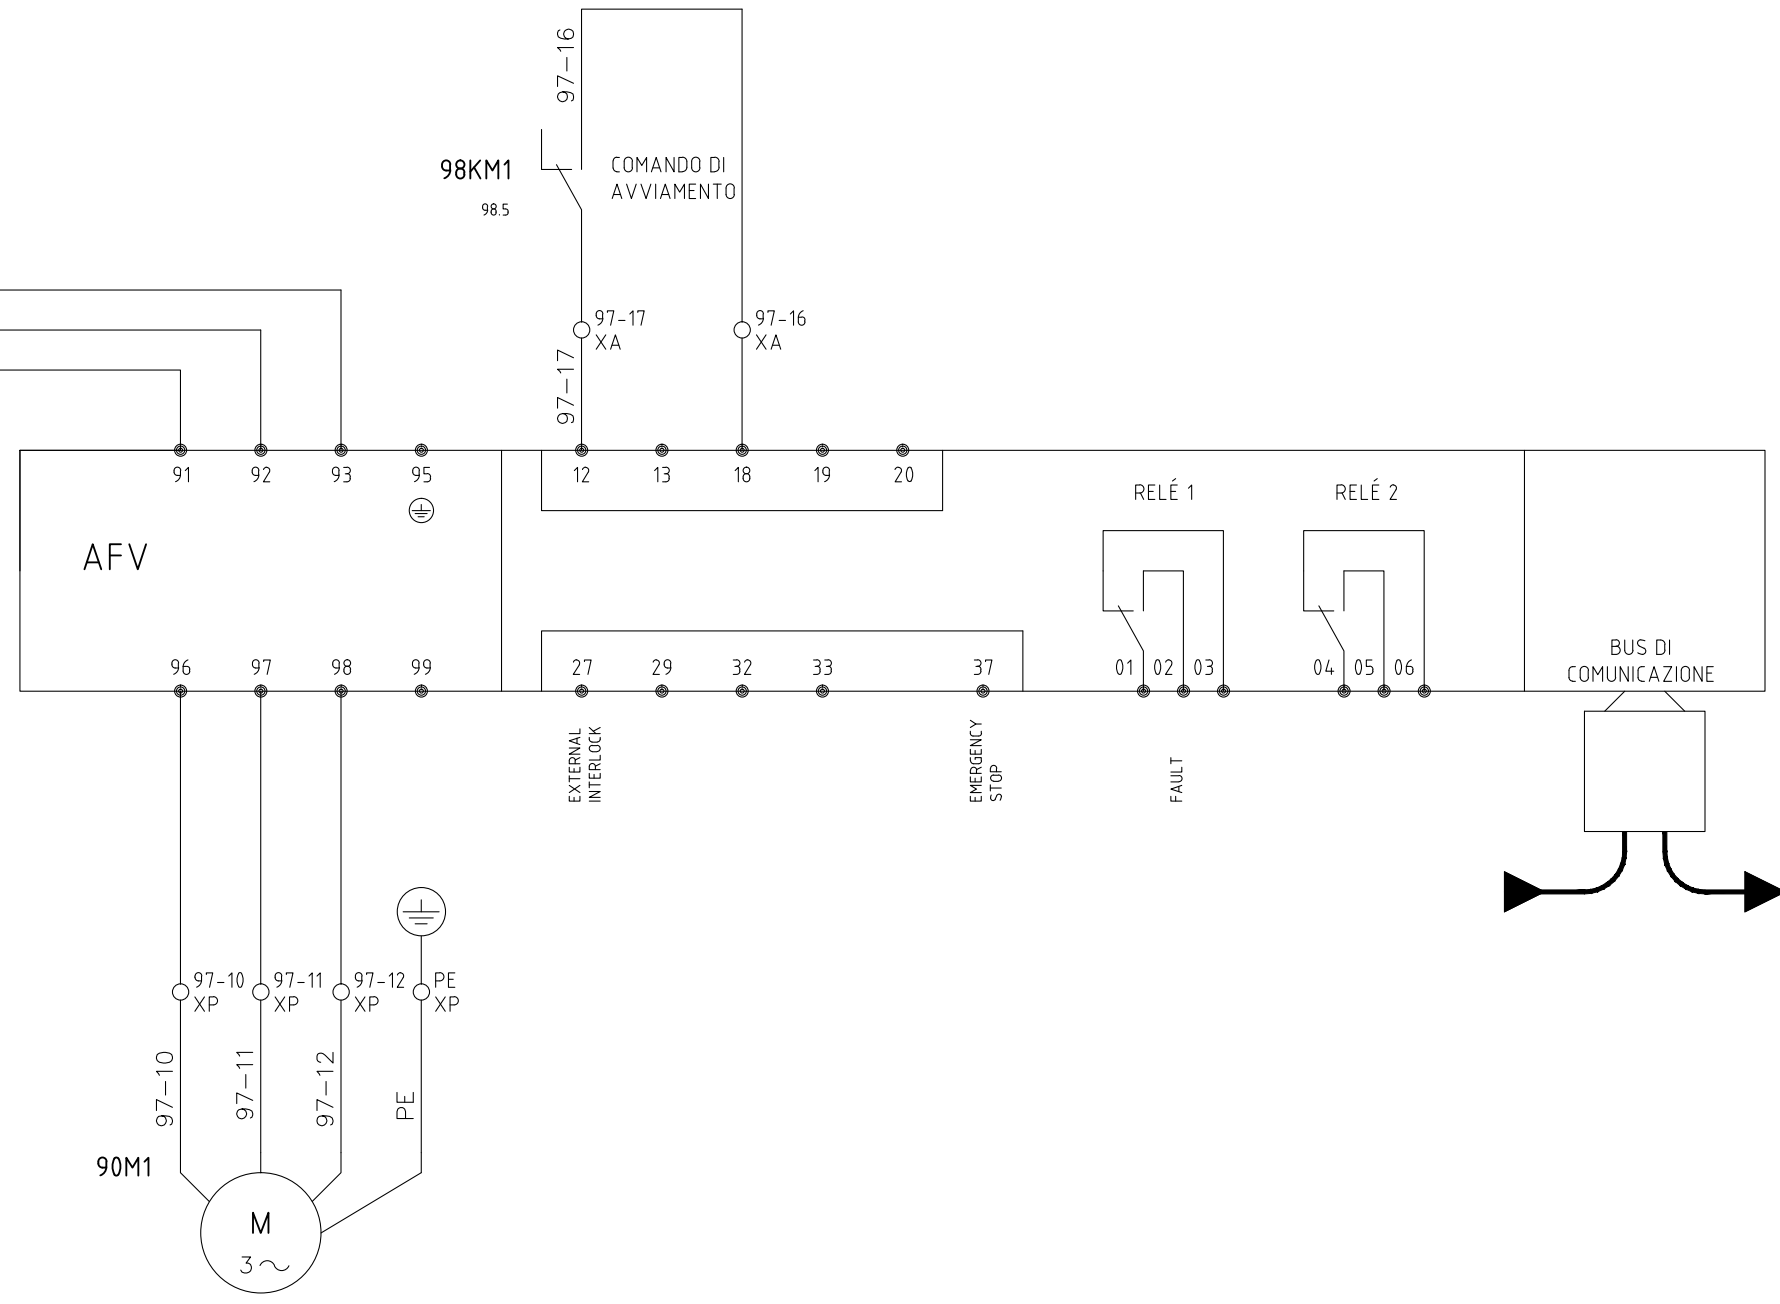 97-16
98KM1
98.5
COMANDO DI
AVVIAMENTO
97-17
XA
97-16
XA
97-17
91
92
93
95
12
13
18
19
20
AFV
RELÉ 1
RELÉ 2
96
97
98
99
27
29
32
33
37
01
02
03
04
05
06
BUS DI
COMUNICAZIONE
EXTERNAL
INTERLOCK
EMERGENCY
STOP
FAULT
97-10
XP
97-11
XP
97-12
XP
PE
XP
97-10
97-11
97-12
PE
90M1
M
3~